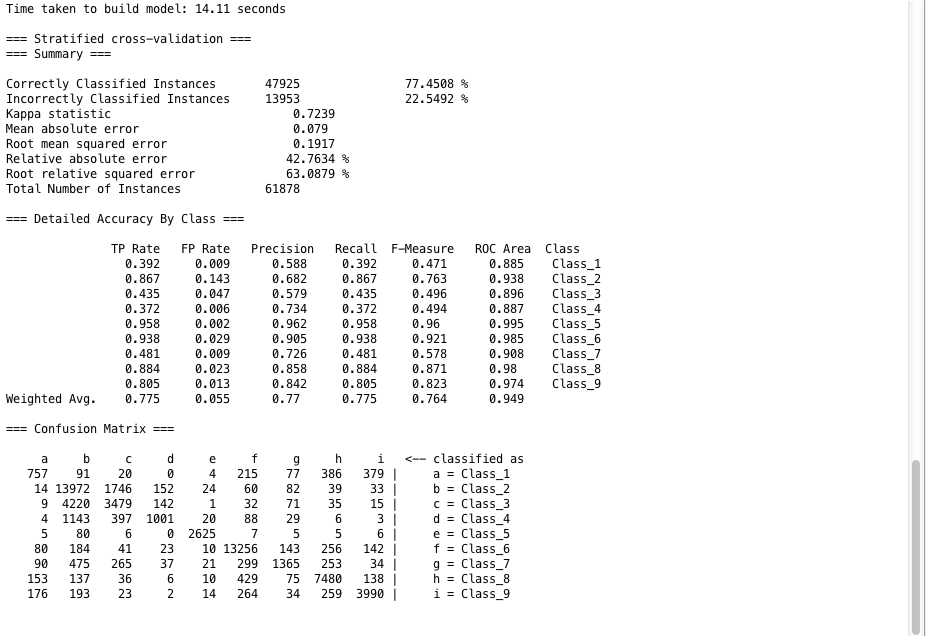 Time taken to build model: 14.11 seconds
=== Stratified cross-validation ===
=== Summary ===
Correctly Classified Instances 47925 77.4508 %
Incorrectly Classified Instances 13953 22.5492 %
Kappa statistic 0.7239
Mean absolute error 0.079
Root mean squared error 0.1917
Relative absolute error 42.7634 %
Root relative squared error 63.0879 %
Total Number of Instances 61878
=== Detailed Accuracy By Class ===
TP Rate FP Rate Precision Recall F-Measure ROC Area Class
0.392 0.009 0.588 0.392 0.471 0.885 Class_1
0.867 0.143 0.682 0.867 0.763 0.938 Class_2
0.435 0.047 0.579 0.435 0.496 0.896 Class_3
0.372 0.006 0.734 0.372 0.494 0.887 Class_4
0.958 0.002 0.962 0.958 0.96 0.995 Class_5
0.938 0.029 0.905 0.938 0.921 0.985 Class_6
0.481 0.009 0.726 0.481 0.578 0.908 Class_7
0.884 0.023 0.858 0.884 0.871 0.98 Class_8
0.805 0.013 0.842 0.805 0.823 0.974 Class_9
Weighted Avg. 0.775 0.055 0.77 0.775 0.764 0.949
=== Confusion Matrix ===
a b c d e f g h i <-- classified as
757 91 20 0 4 215 77 386 379 | a = Class_1
14 13972 1746 152 24 60 82 39 33 | b = Class_2
9 4220 3479 142 1 32 71 35 15 | c = Class_3
4 1143 397 1001 20 88 29 6 3 | d = Class_4
5 80 6 0 2625 7 5 5 6 | e = Class_5
80 184 41 23 10 13256 143 256 142 | f = Class_6
90 475 265 37 21 299 1365 253 34 | g = Class_7
153 137 36 6 10 429 75 7480 138 | h = Class_8
176 193 23 2 14 264 34 259 3990 | i = Class_9